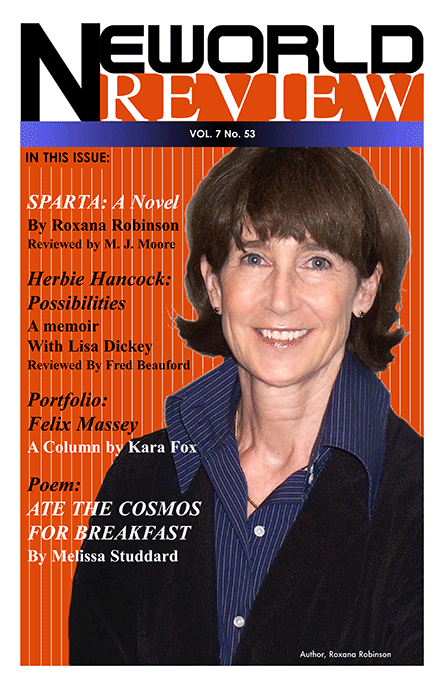 NEWORLD
REVIEW
VOL. 7 No. 53
IN THIS ISSUE:
SPARTA: A Novel
By Roxana Robinson
Reviewed by M. J. Moore
Herbie Hancock:
Possibilities
A memoir
With Lisa Dickey
Reviewed By Fred Beauford
Portfolio:
Felix Massey
A Column by Kara Fox
Poem:
ATE THE COSMOS
FOR BREAKFAST
By Melissa Studdard
Author, Roxana Robinson